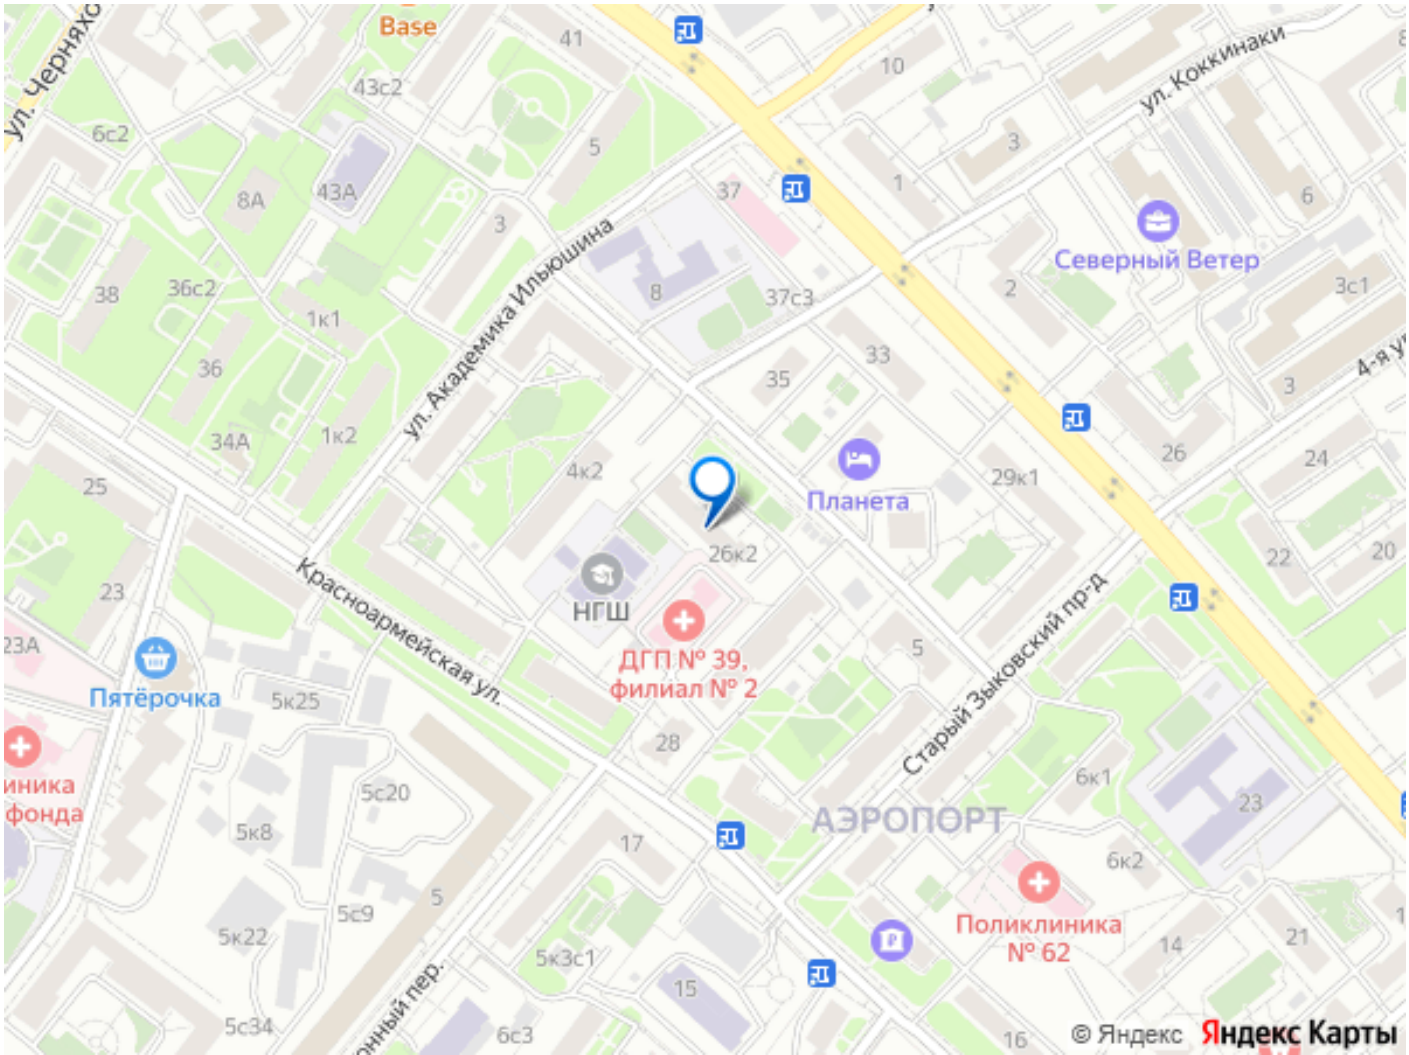 Base
41
ул. Черняхо
43с2
6с2
10
ул. Коккинаки
8
5
3
43А
8А
37
1
6
3
ул. Академика Ильюшина
Северный Ветер
38
36с2
8
37с3
2
3с1
1к1
33
36
35
4-я у
3
34А
1к2
4к2
Планета
29к1
26
24
25
26к2
22
20
НГШ
23
Красноармейская ул.
23А
ДГП № 39,
филиал № 2
5
Старый Зыковский пр-д
Пятёрочка
5к25
28
иника
фонда
5с20
6к1
23
АЭРОПОРТ
5к8
17
6к2
5
5с9
Поликлиника
№ 62
1
5к22
5к3с1
14
21
15
онный пер.
5с34
6с3
16
© Яндекс Яндекс Карты